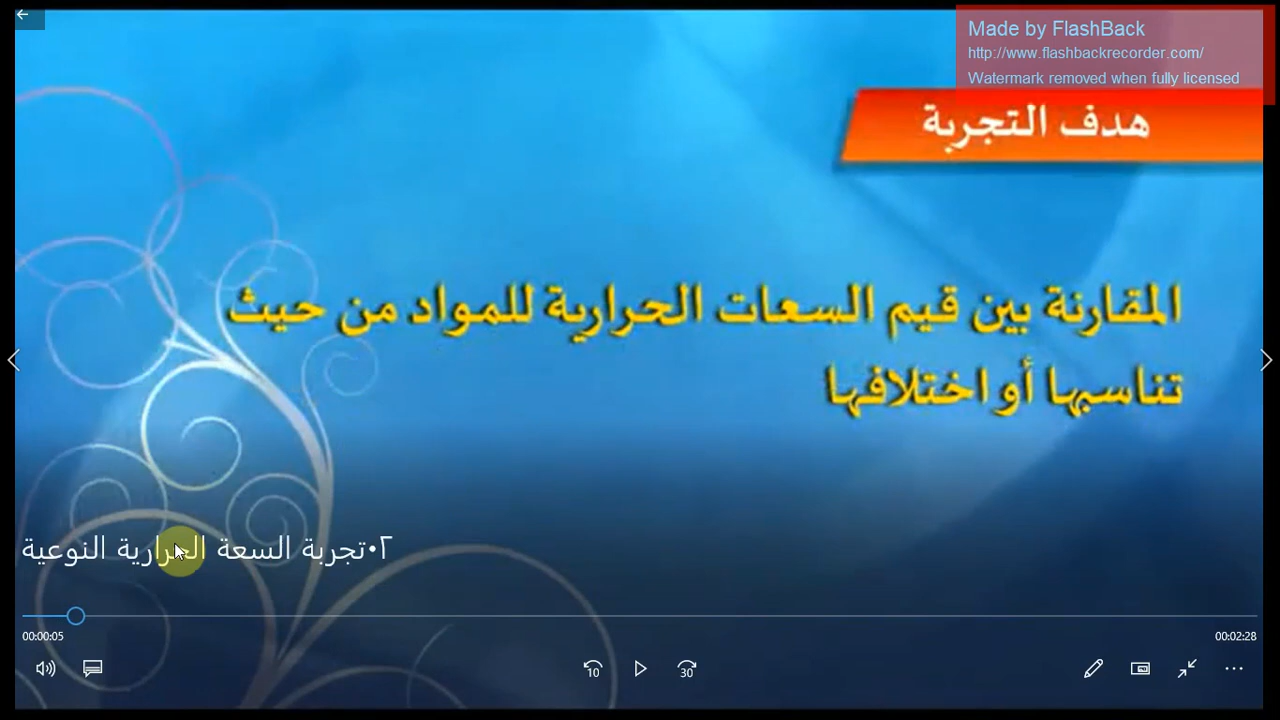 Made by FlashBack
http://www.flashbackrecorder.com/
Watermark removed when fully licensed
هدف التجربة
المقارنة بين قيم السعات الحرارية للمواد من حيث
تناسبها أو اختلافها
٠٢تجربة السعة الحرارية النوعية
00:00:05
00:02:28
10
30